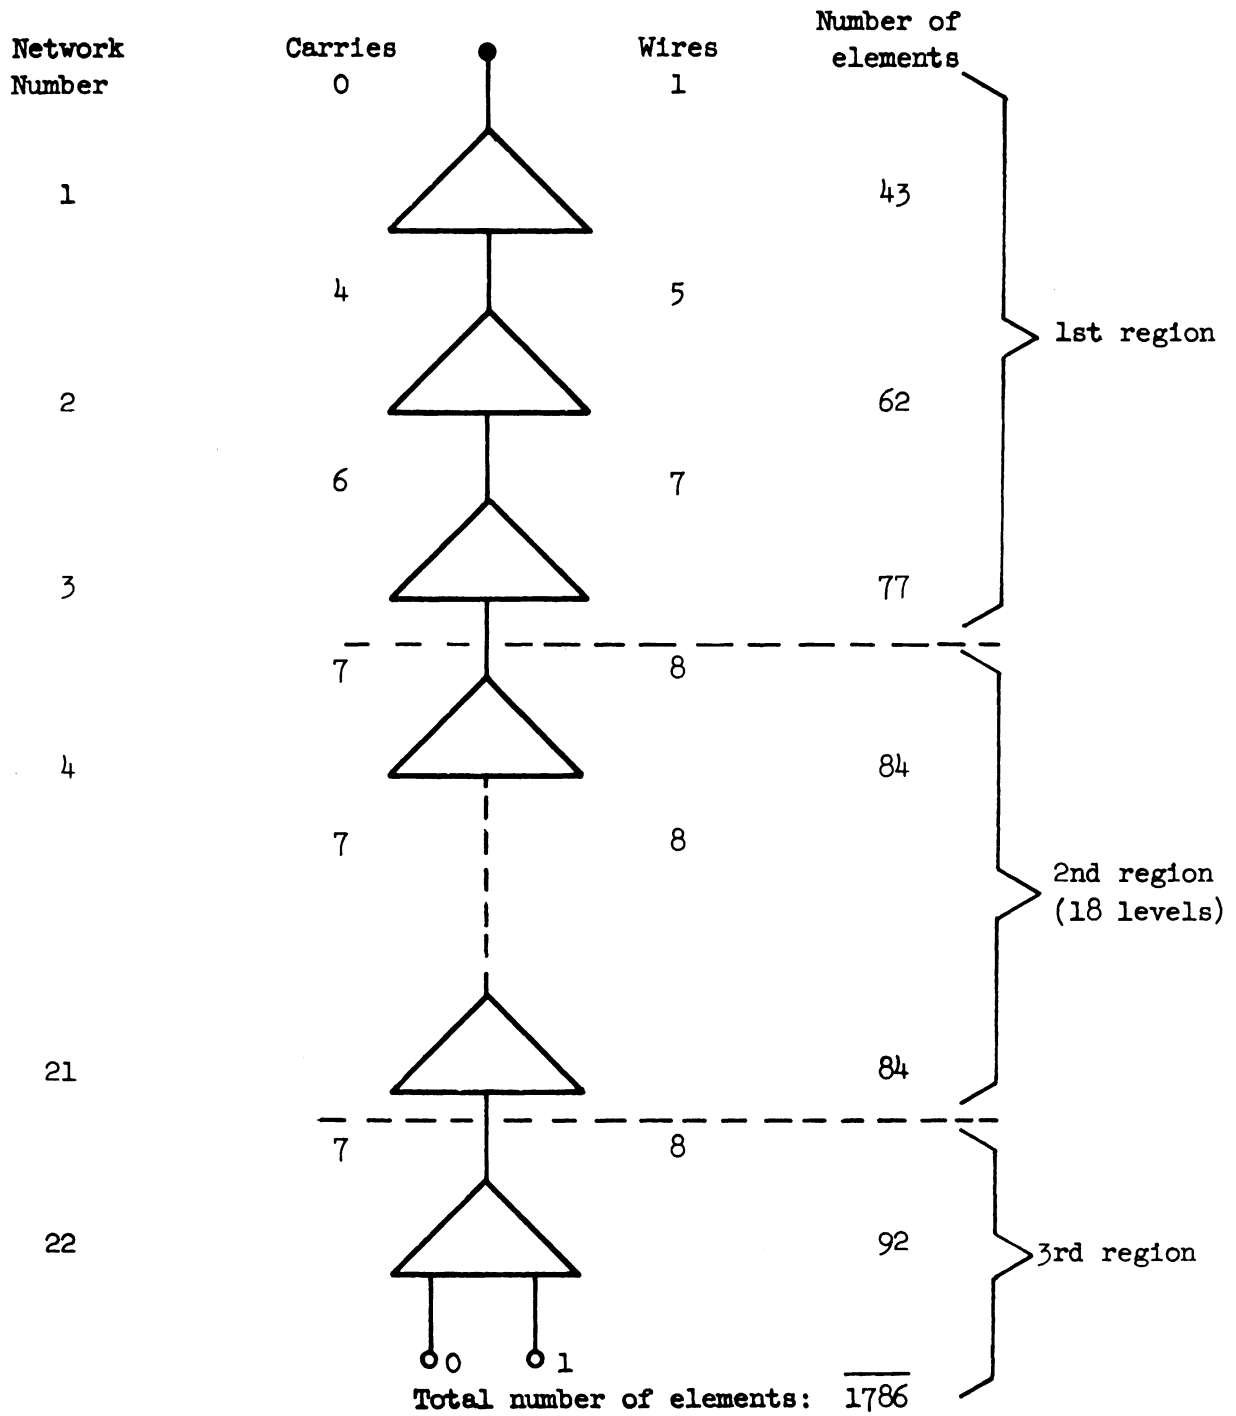 Network Number
Carries
Wires
Number of elements
0 1
1 43
4 5
1st region
2 62
6 7
3 77
7 8
4 84
7 8
2nd region
(18 levels)
21 84
7 8
22 92
3rd region
0 1
Total number of elements: 1786